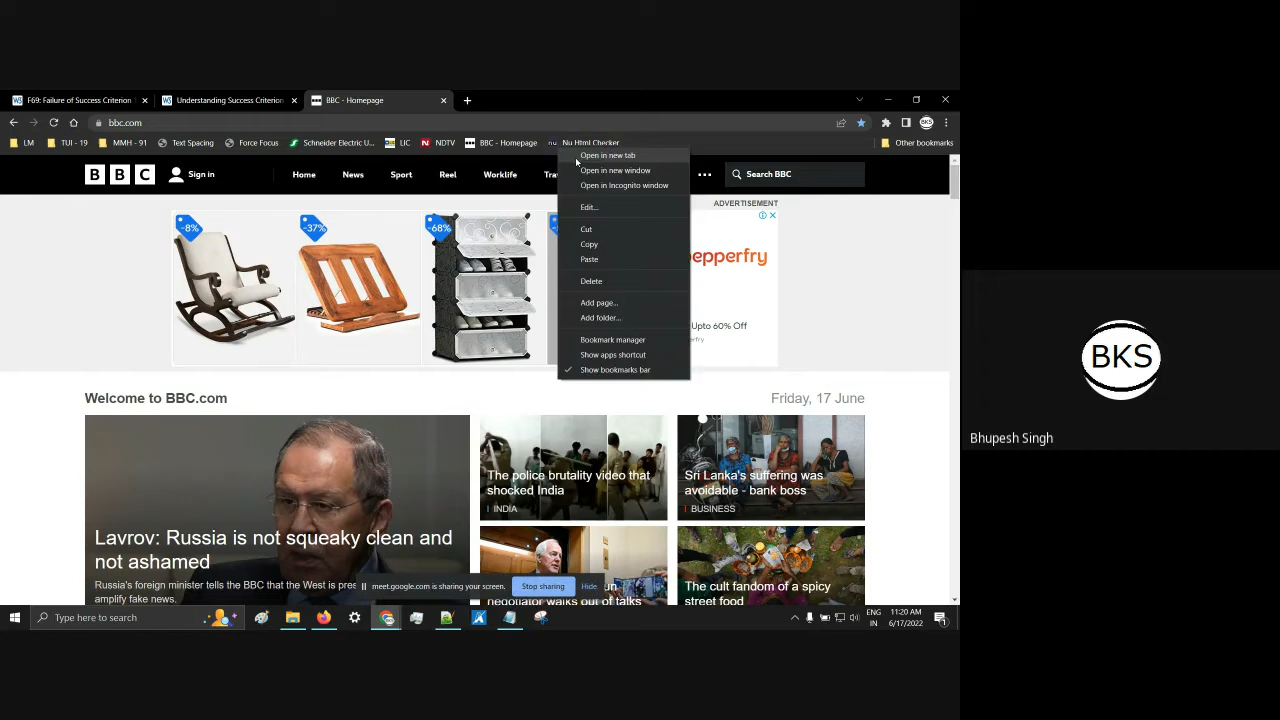 F69: Failure of Success Criterion
Understanding Success Criterion
BBC - Homepage
bbc.com
LM
TUI - 19
MMH - 91
Text Spacing
Force Focus
Schneider Electric U...
LIC
NDTV
BBC - Homepage
Nu Html Checker
Other bookmarks
BBC
Sign in
Home
News
Sport
Reel
Worklife
Tra
Search BBC
Open in new tab
Open in new window
Open in Incognito window
Edit...
Cut
Copy
Paste
Delete
Add page...
Add folder...
Bookmark manager
Show apps shortcut
Show bookmarks bar
ADVERTISEMENT
-8%
-37%
-68%
epperfry
Upto 60% Off
Welcome to BBC.com
Friday, 17 June
Lavrov: Russia is not squeaky clean and
not ashamed
Russia's foreign minister tells the BBC that the West is pres
amplify fake news.
The police brutality video that
shocked India
INDIA
Sri Lanka's suffering was
avoidable - bank boss
BUSINESS
un
negotiator walks out of talks
The cult fandom of a spicy
street food
meet.google.com is sharing your screen.
Stop sharing
Hide
Type here to search
ENG
IN
11:20 AM
6/17/2022
BKS
Bhupesh Singh